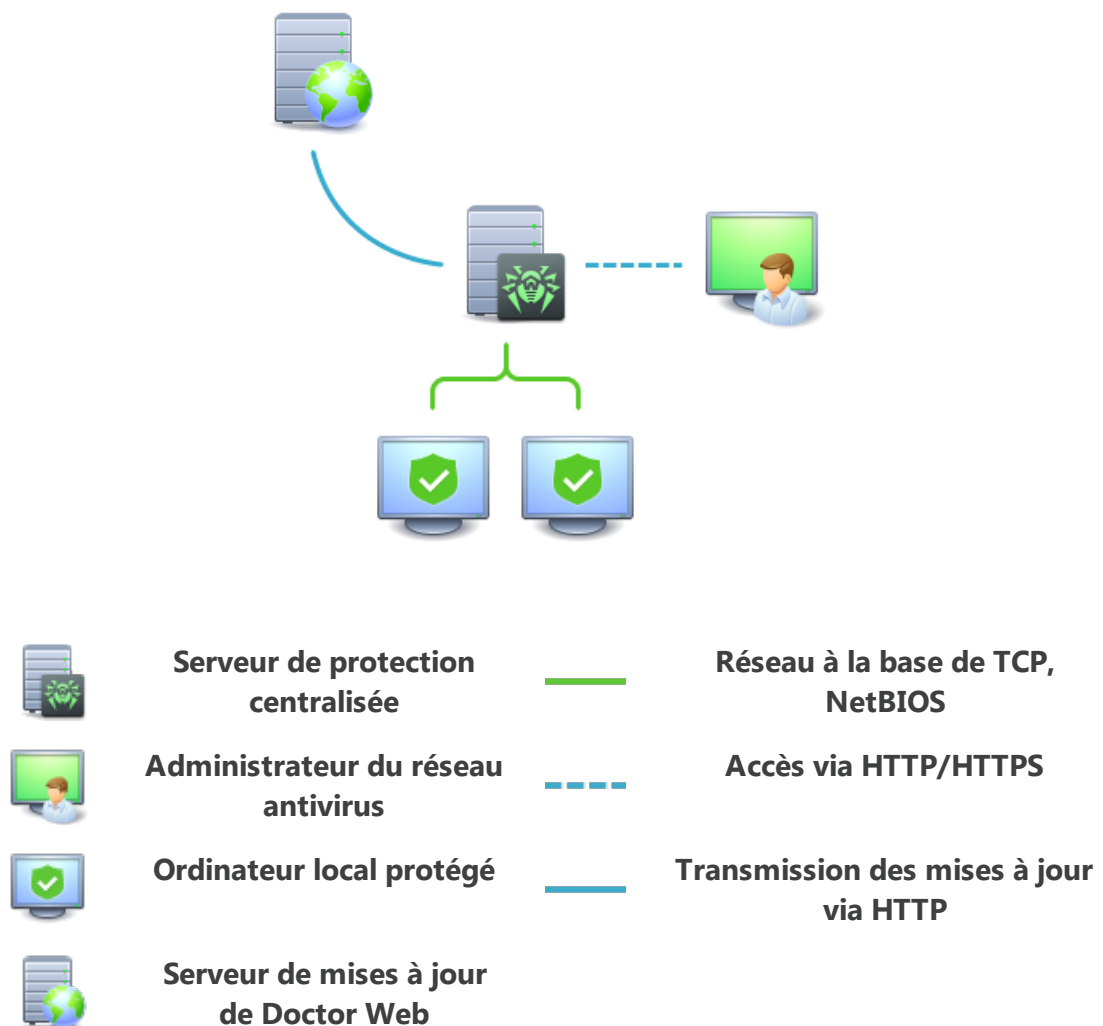 Serveur de protection
centralisée
Réseau à la base de TCP,
NetBIOS
Administrateur du réseau
antivirus
Accès via HTTP/HTTPS
Ordinateur local protégé
Transmission des mises à jour
via HTTP
Serveur de mises à jour
de Doctor Web